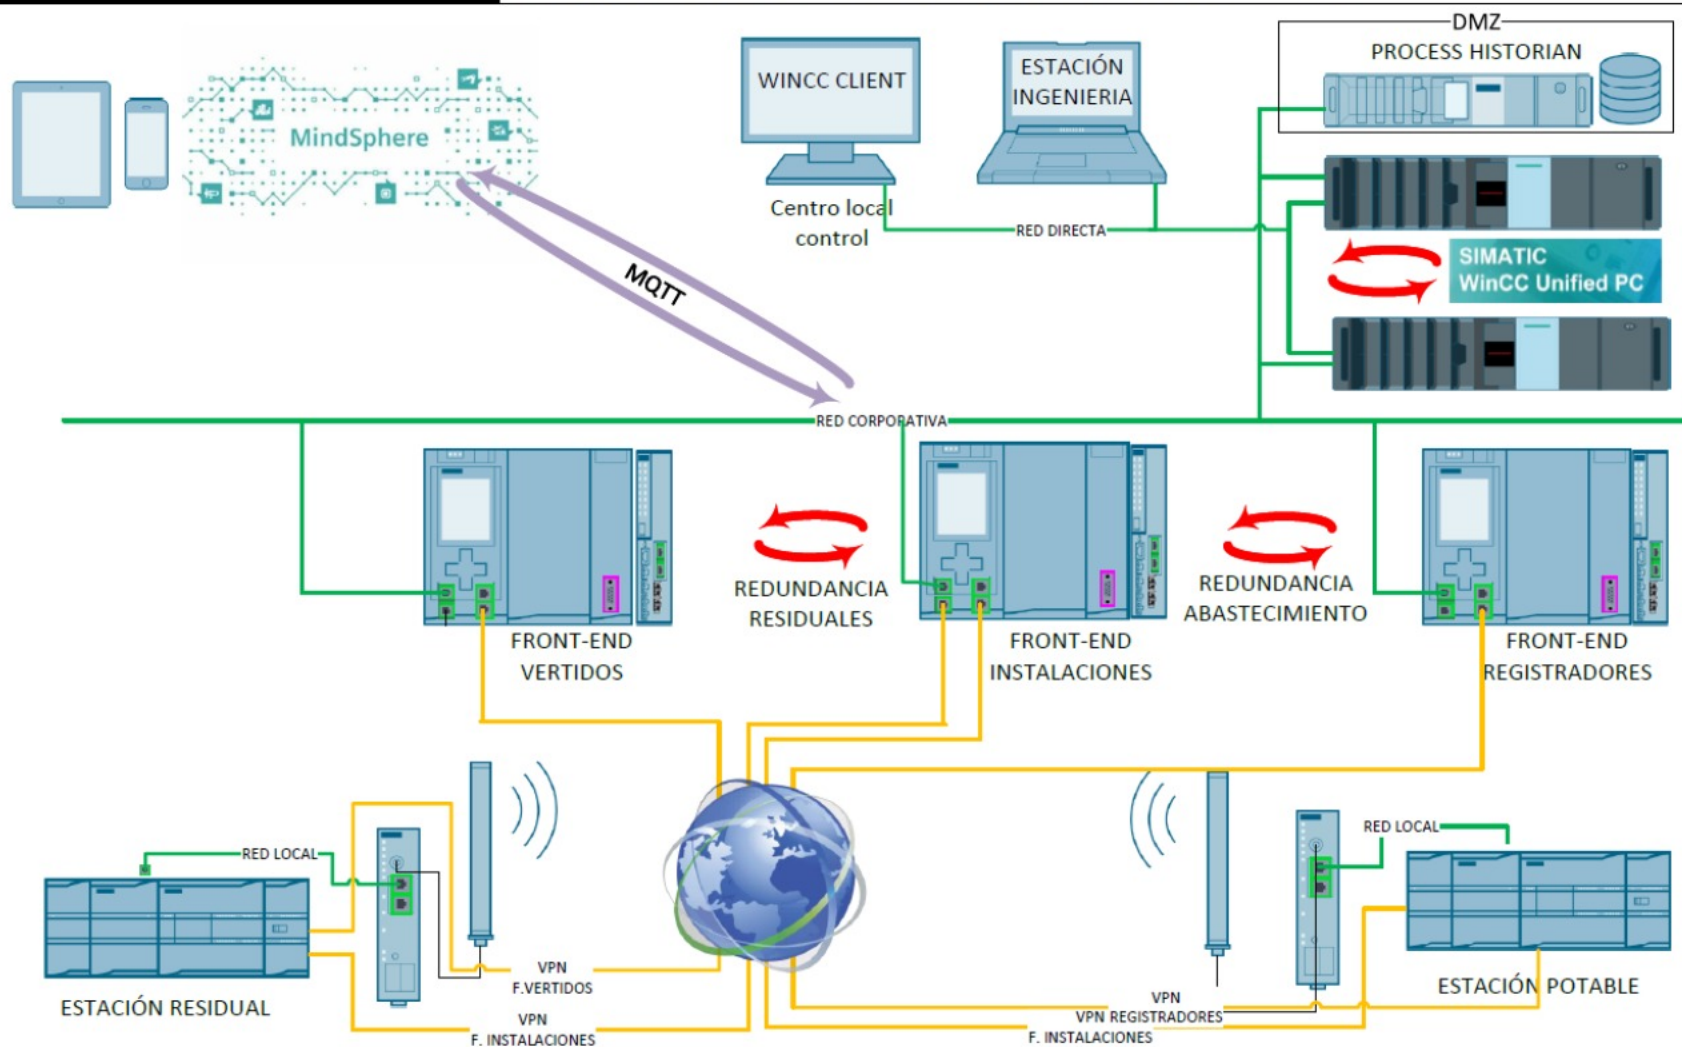 DMZ
PROCESS HISTORIAN
WINCC CLIENT
ESTACIÓN
INGENIERIA
MindSphere
Centro local
control
RED DIRECTA
SIMATIC
WinCC Unified PC
MQTT
RED CORPORATIVA
REDUNDANCIA
RESIDUALES
REDUNDANCIA
ABASTECIMIENTO
FRONT-END
VERTIDOS
FRONT-END
INSTALACIONES
FRONT-END
REGISTRADORES
RED LOCAL
RED LOCAL
ESTACIÓN RESIDUAL
VPN
F.VERTIDOS
VPN
F. INSTALACIONES
ESTACIÓN POTABLE
VPN
VPN REGISTRADORES
F. INSTALACIONES